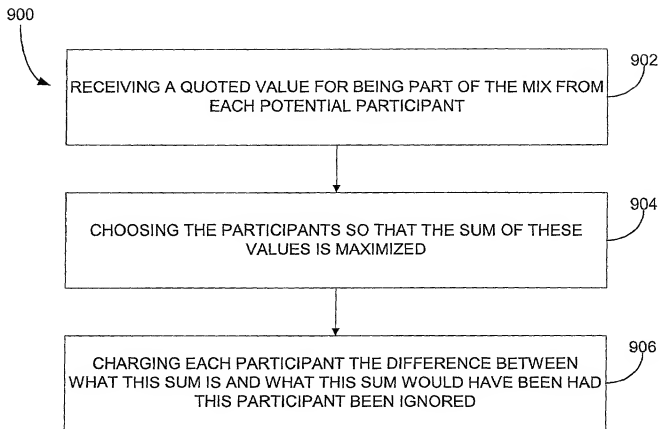 900
902
RECEIVING A QUOTED VALUE FOR BEING PART OF THE MIX FROM
EACH POTENTIAL PARTICIPANT
904
CHOOSING THE PARTICIPANTS SO THAT THE SUM OF THESE
VALUES IS MAXIMIZED
906
CHARGING EACH PARTICIPANT THE DIFFERENCE BETWEEN
WHAT THIS SUM IS AND WHAT THIS SUM WOULD HAVE BEEN HAD
THIS PARTICIPANT BEEN IGNORED